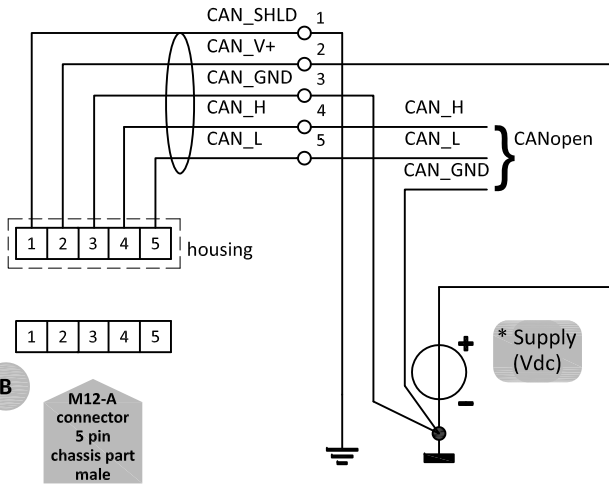 CAN_SHLD 1
CAN_V+ 2
CAN_GND 3
CAN_H 4 CAN_H
CAN_L 5 CAN_L
CANopen
CAN_GND
1 2 3 4 5
housing
1 2 3 4 5
* Supply
(Vdc)
+
−
B
M12-A
connector
5 pin
chassis part
male